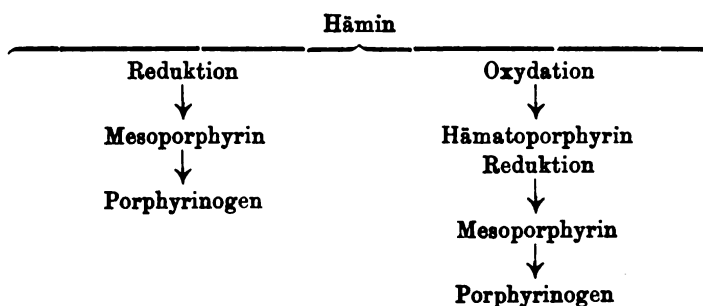 Hämin
Reduktion
Mesoporphyrin
Porphyrinogen
Oxydation
Hämatoporphyrin
Reduktion
Mesoporphyrin
Porphyrinogen